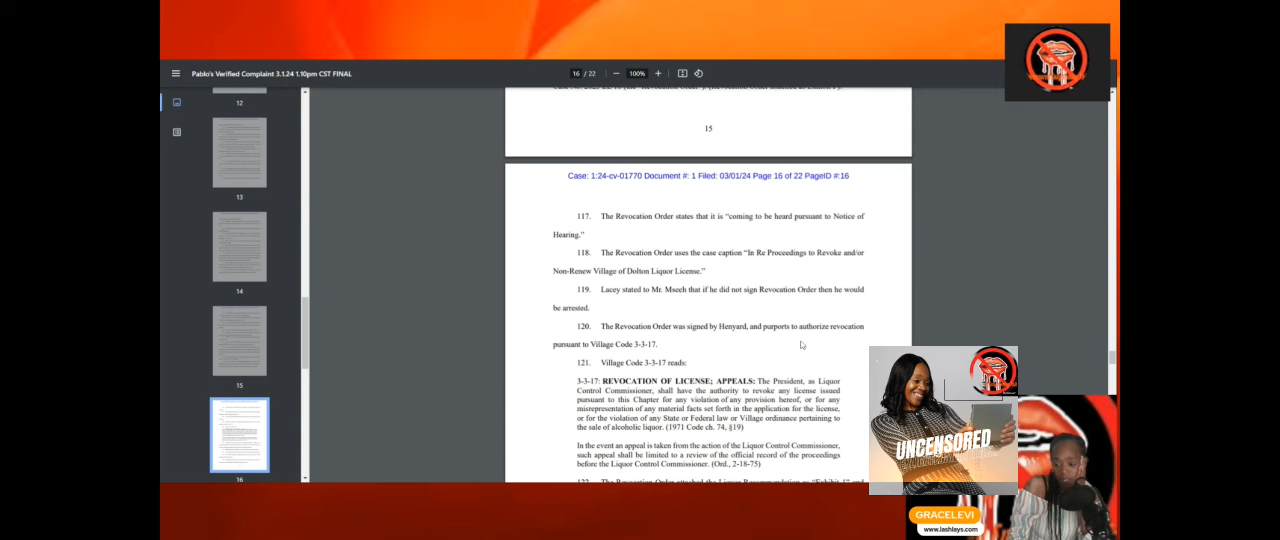 Pablo's Verified Complaint 3.1.24 1.10pm CST FINAL
16 / 22
100%
12
13
14
15
16
15
Case: 1:24-cv-01770 Document #: 1 Filed: 03/01/24 Page 16 of 22 PageID #:16
117. The Revocation Order states that it is “coming to be heard pursuant to Notice of
Hearing.”
118. The Revocation Order uses the case caption “In Re Proceedings to Revoke and/or
Non-Renew Village of Dolton Liquor License.”
119. Lacey stated to Mr. Mseeh that if he did not sign Revocation Order then he would
be arrested.
120. The Revocation Order was signed by Henyard, and purports to authorize revocation
pursuant to Village Code 3-3-17.
121. Village Code 3-3-17 reads:
3-3-17: REVOCATION OF LICENSE; APPEALS: The President, as Liquor
Control Commissioner, shall have the authority to revoke any license issued
pursuant to this Chapter for any violation of any provision hereof, or for any
misrepresentation of any material facts set forth in the application for the license,
or for the violation of any State or Federal law or Village ordinance pertaining to
the sale of alcoholic liquor. (1971 Code ch. 74, §19)
In the event an appeal is taken from the action of the Liquor Control Commissioner,
such appeal shall be limited to a review of the official record of the proceedings
before the Liquor Control Commissioner. (Ord., 2-18-75)
UNCENSORED
GRACELEVI
www.lashlays.com